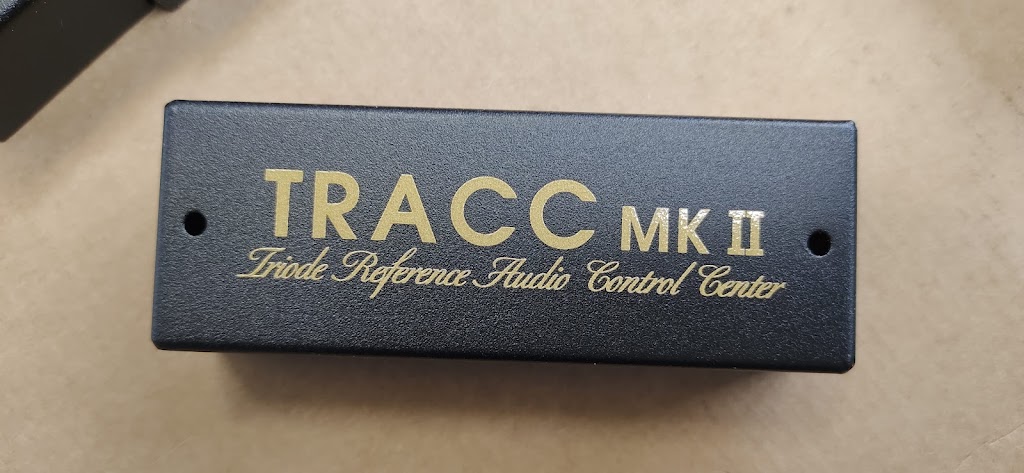 TRACC MK II
Triode Reference Audio Control Center